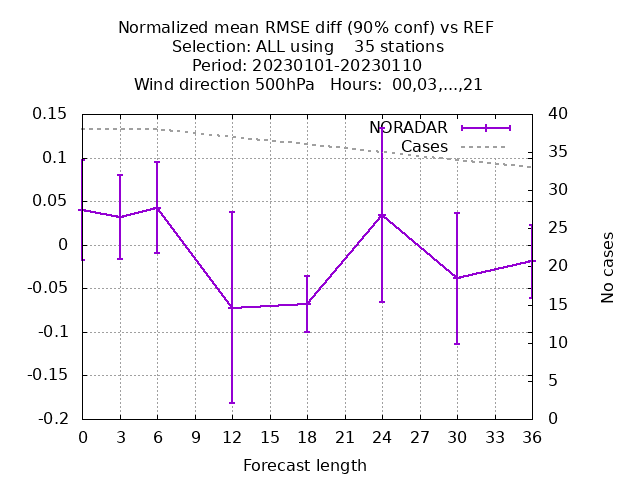 Normalized mean RMSE diff (90% conf) vs REF
Selection: ALL using    35 stations
Period: 20230101-20230110
Wind direction 500hPa   Hours:  00,03,...,21
NORADAR
Cases
0.15
0.1
0.05
0
-0.05
-0.1
-0.15
-0.2
40
35
30
25
20
15
10
5
0
No cases
0 3 6 9 12 15 18 21 24 27 30 33 36
Forecast length